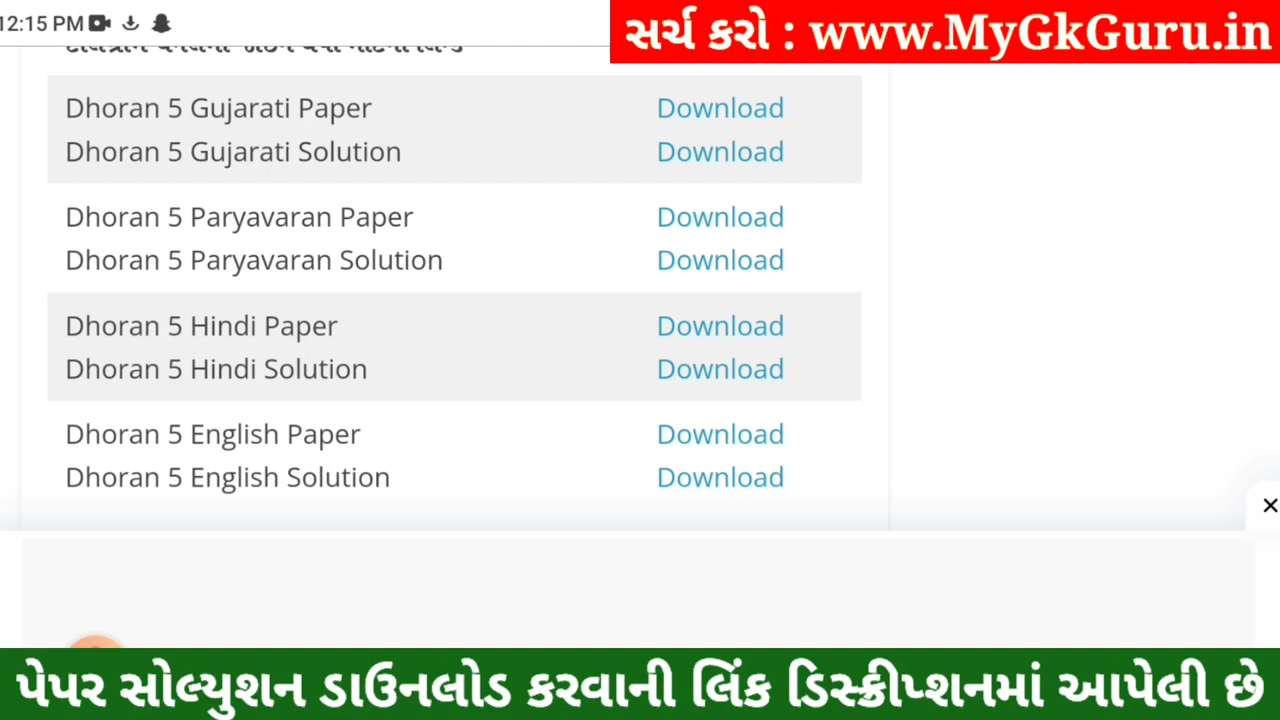 12:15 PM
સર્ચ કરો : www.MyGkGuru.in
Dhoran 5 Gujarati Paper Download
Dhoran 5 Gujarati Solution Download
Dhoran 5 Paryavaran Paper Download
Dhoran 5 Paryavaran Solution Download
Dhoran 5 Hindi Paper Download
Dhoran 5 Hindi Solution Download
Dhoran 5 English Paper Download
Dhoran 5 English Solution Download
પેપર સોલ્યુશન ડાઉનલોડ કરવાની લિંક ડિસ્ક્રીપ્શનમાં આપેલી છે